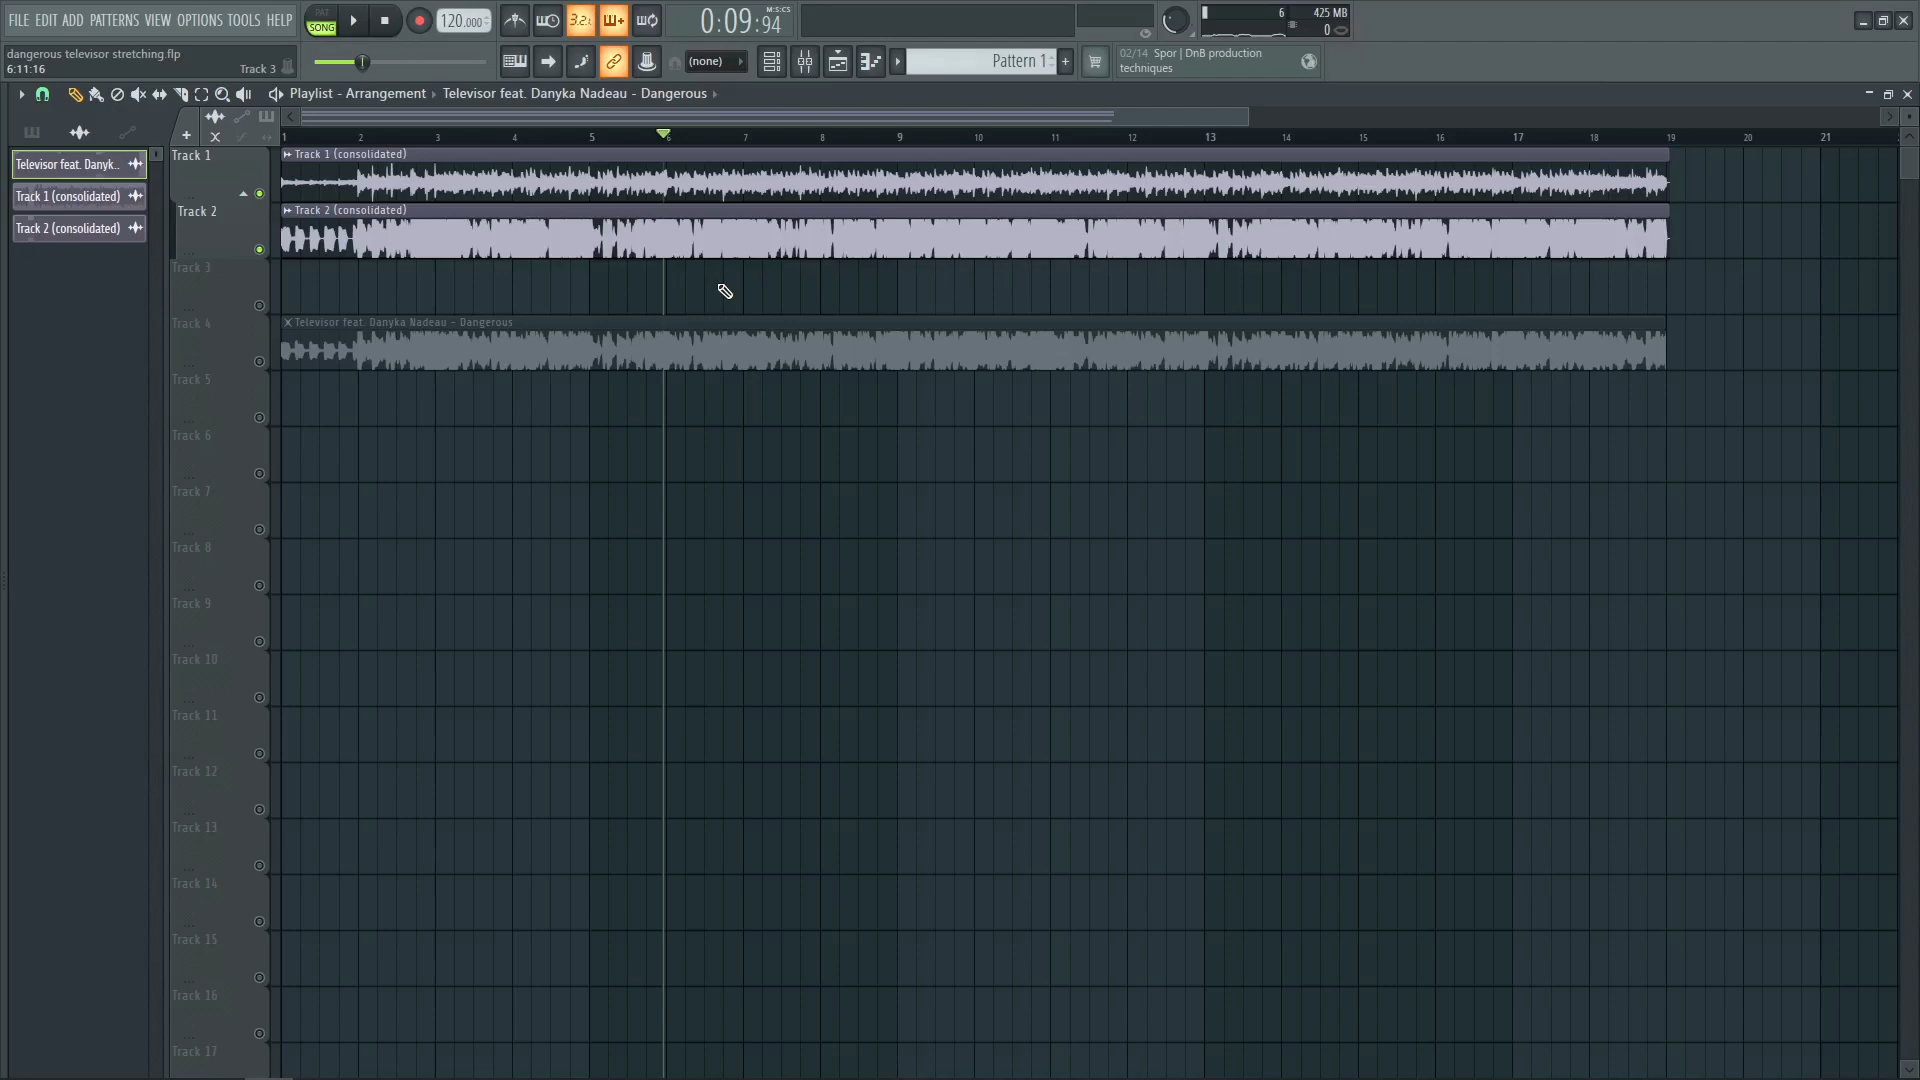 FILE EDIT ADD PATTERNS VIEW OPTIONS TOOLS HELP
PAT
SONG
120.000
3.2.
0:09:94
M:S:CS
6
425 MB
0
dangerous televisor stretching.flp
6:11:16
Track 3
(none)
Pattern 1
02/14 Spor | DnB production
techniques
Playlist - Arrangement
Televisor feat. Danyka Nadeau - Dangerous
1 2 3 4 5 6 7 8 9 10 11 12 13 14 15 16 17 18 19 20 21
Televisor feat. Danyk..
Track 1 (consolidated)
Track 2 (consolidated)
Track 1
Track 1 (consolidated)
Track 2
Track 2 (consolidated)
Track 3
Track 4
Televisor feat. Danyka Nadeau - Dangerous
Track 5
Track 6
Track 7
Track 8
Track 9
Track 10
Track 11
Track 12
Track 13
Track 14
Track 15
Track 16
Track 17